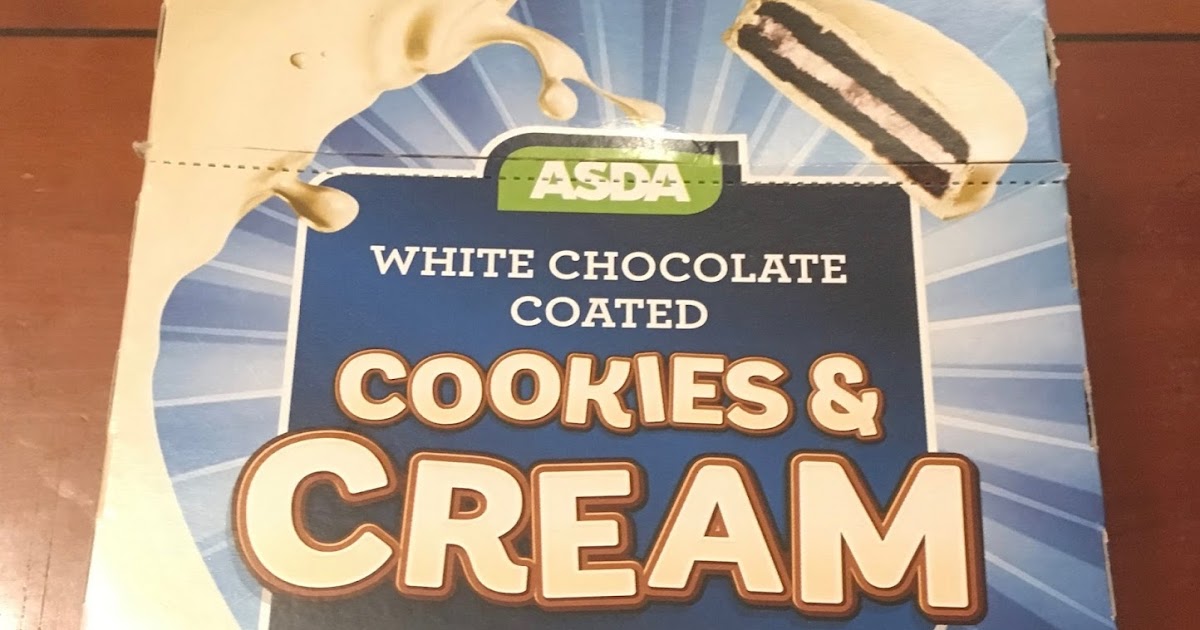 ASDA
WHITE CHOCOLATE
COATED
COOKIES &
CREAM